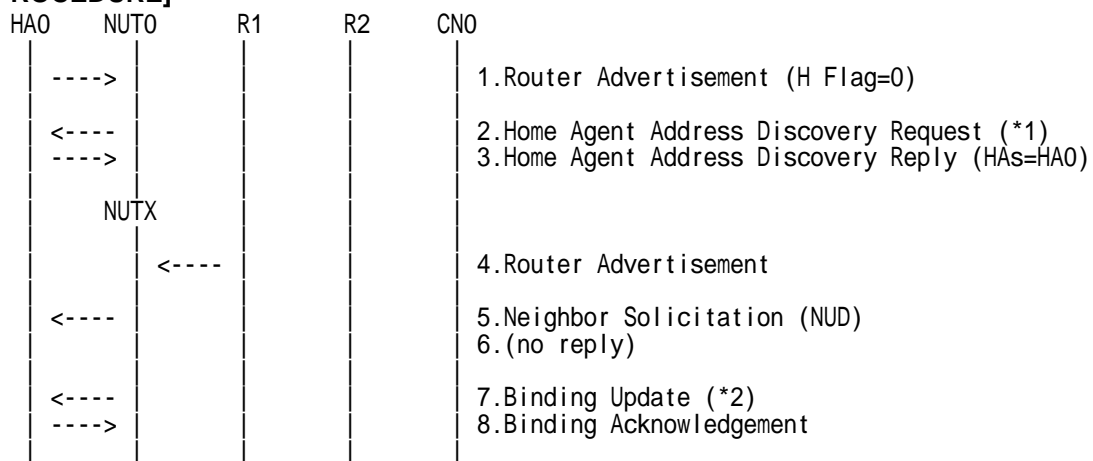 ROCEDURE]
HA0 NUT0 R1 R2 CN0
----> 1.Router Advertisement (H Flag=0)
<---- 2.Home Agent Address Discovery Request (*1)
----> 3.Home Agent Address Discovery Reply (HAs=HA0)
NUTX
<---- 4.Router Advertisement
<---- 5.Neighbor Solicitation (NUD)
6.(no reply)
<---- 7.Binding Update (*2)
----> 8.Binding Acknowledgement